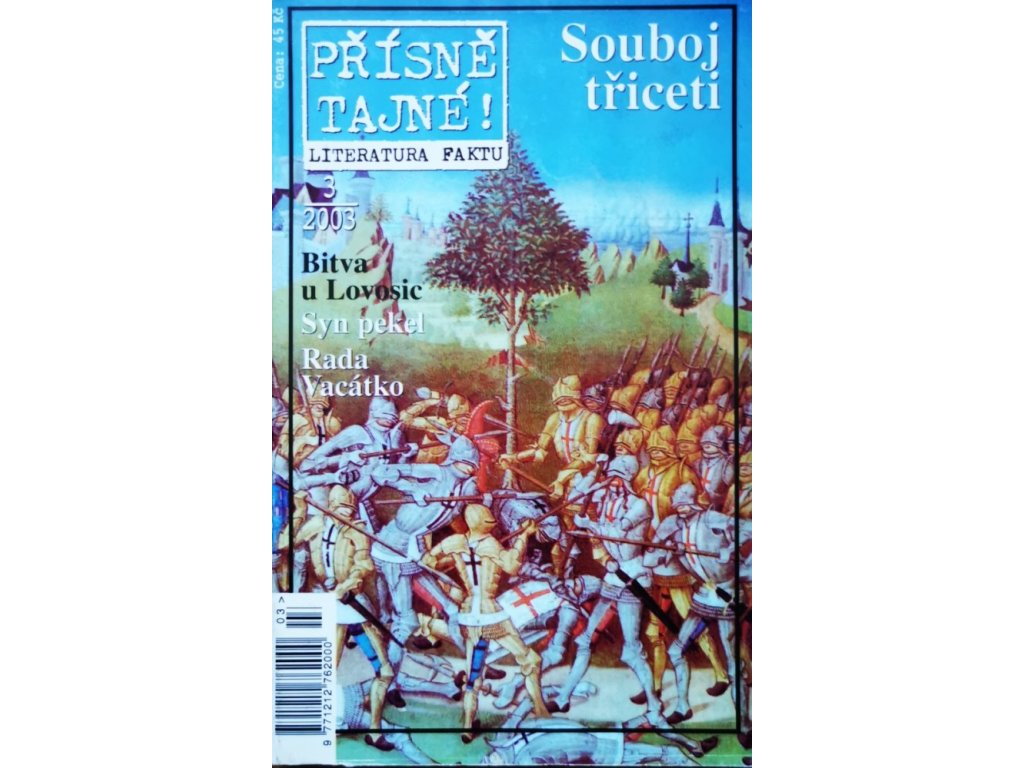 Cena: 45 Kč
PŘÍSNĚ
TAJNÉ!
LITERATURA FAKTU
3
2003
Souboj
třiceti
Bitva
u Lovosic
Syn pekel
Rada
Vacátko
03 >
9 771212 762000